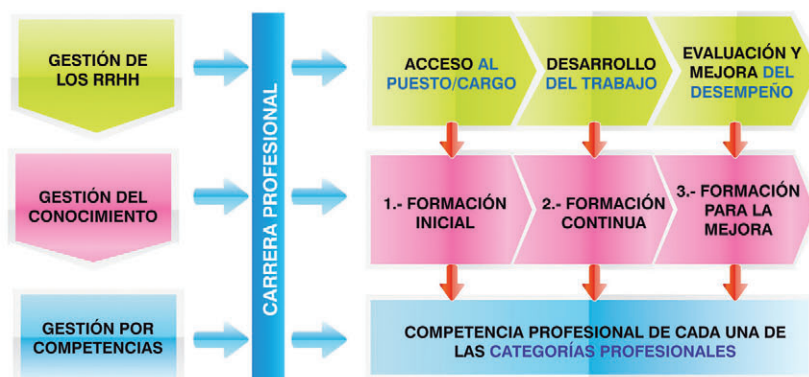 GESTIÓN DE
LOS RRHH
GESTIÓN DEL
CONOCIMIENTO
GESTIÓN POR
COMPETENCIAS
CARRERA PROFESIONAL
ACCESO AL
PUESTO/CARGO
DESARROLLO
DEL TRABAJO
EVALUACIÓN Y
MEJORA DEL
DESEMPEÑO
1.- FORMACIÓN
INICIAL
2.- FORMACIÓN
CONTINUA
3.- FORMACIÓN
PARA LA
MEJORA
COMPETENCIA PROFESIONAL DE CADA UNA DE
LAS CATEGORÍAS PROFESIONALES